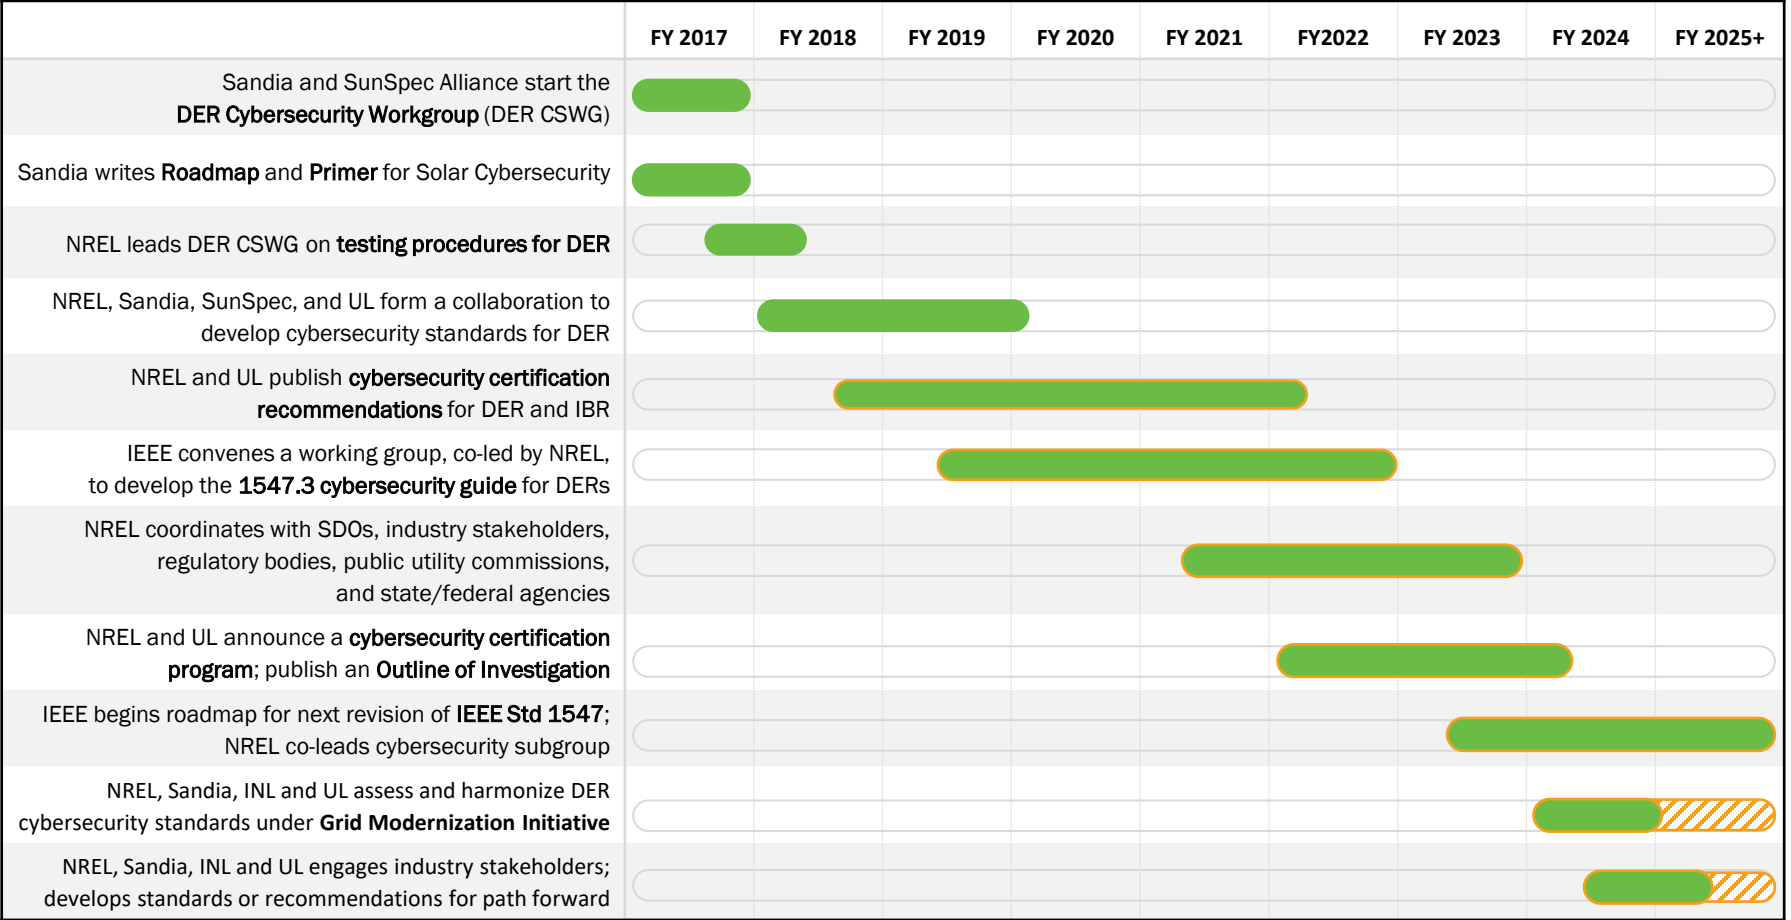 FY 2017 FY 2018 FY 2019 FY 2020 FY 2021 FY2022 FY 2023 FY 2024 FY 2025+
Sandia and SunSpec Alliance start the
DER Cybersecurity Workgroup (DER CSWG)
Sandia writes Roadmap and Primer for Solar Cybersecurity
NREL leads DER CSWG on testing procedures for DER
NREL, Sandia, SunSpec, and UL form a collaboration to
develop cybersecurity standards for DER
NREL and UL publish cybersecurity certification
recommendations for DER and IBR
IEEE convenes a working group, co-led by NREL,
to develop the 1547.3 cybersecurity guide for DERs
NREL coordinates with SDOs, industry stakeholders,
regulatory bodies, public utility commissions,
and state/federal agencies
NREL and UL announce a cybersecurity certification
program; publish an Outline of Investigation
IEEE begins roadmap for next revision of IEEE Std 1547;
NREL co-leads cybersecurity subgroup
NREL, Sandia, INL and UL assess and harmonize DER
cybersecurity standards under Grid Modernization Initiative
NREL, Sandia, INL and UL engages industry stakeholders;
develops standards or recommendations for path forward